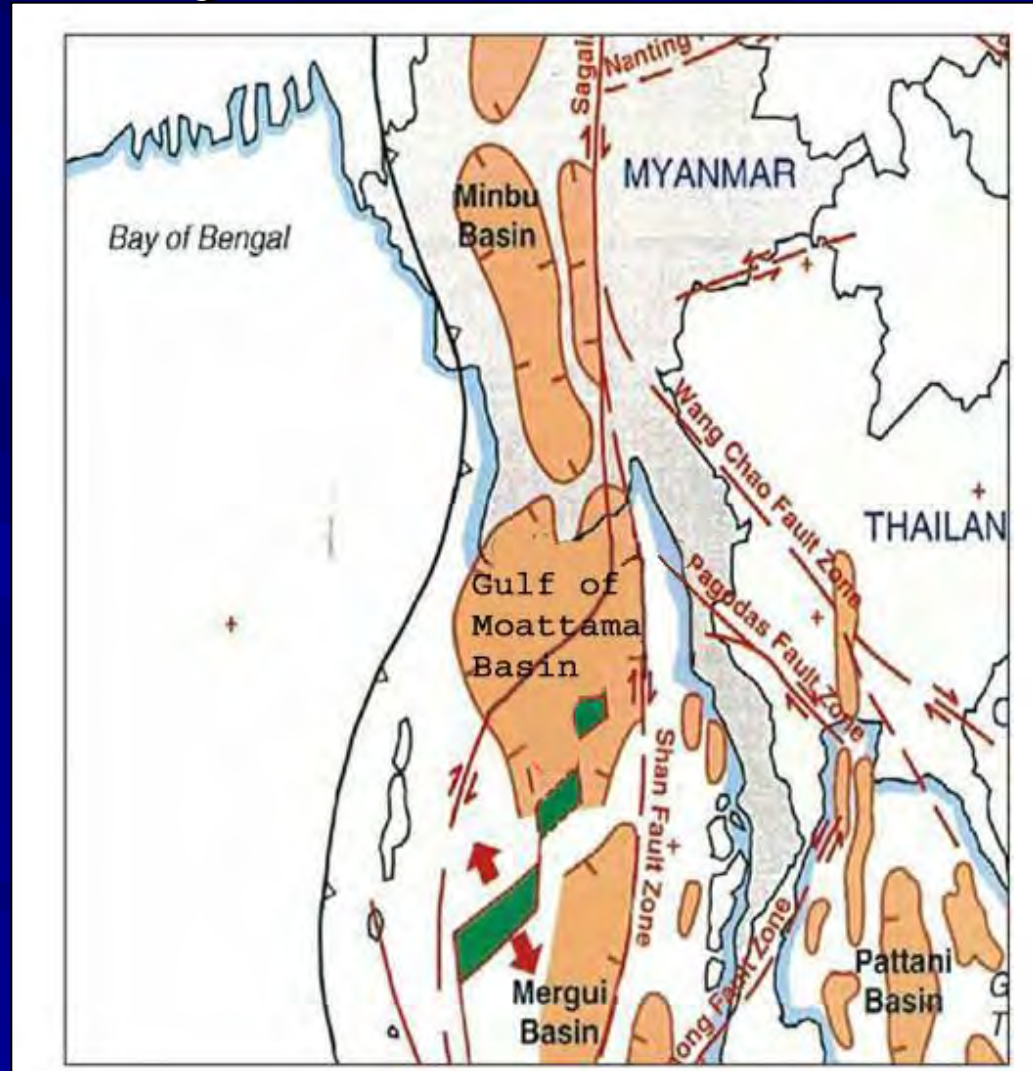 Sagai
Nanting
MYANMAR
Minbu
Basin
Bay of Bengal
Wang Chao Fault Zone
THAILAN
Gulf of
Moattama
Basin
Pagodas Fault Zone
Shan Fault Zone
ong Fault Zone
Pattani
Basin
Mergui
Basin
G
T